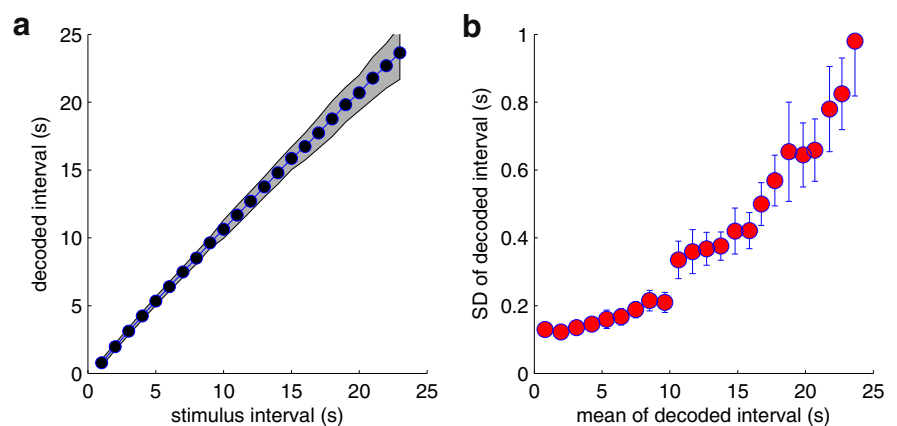 a
25
20
15
10
5
0
0 5 10 15 20 25
decoded interval (s)
stimulus interval (s)
b
1
0.8
0.6
0.4
0.2
0
0 5 10 15 20 25
SD of decoded interval (s)
mean of decoded interval (s)